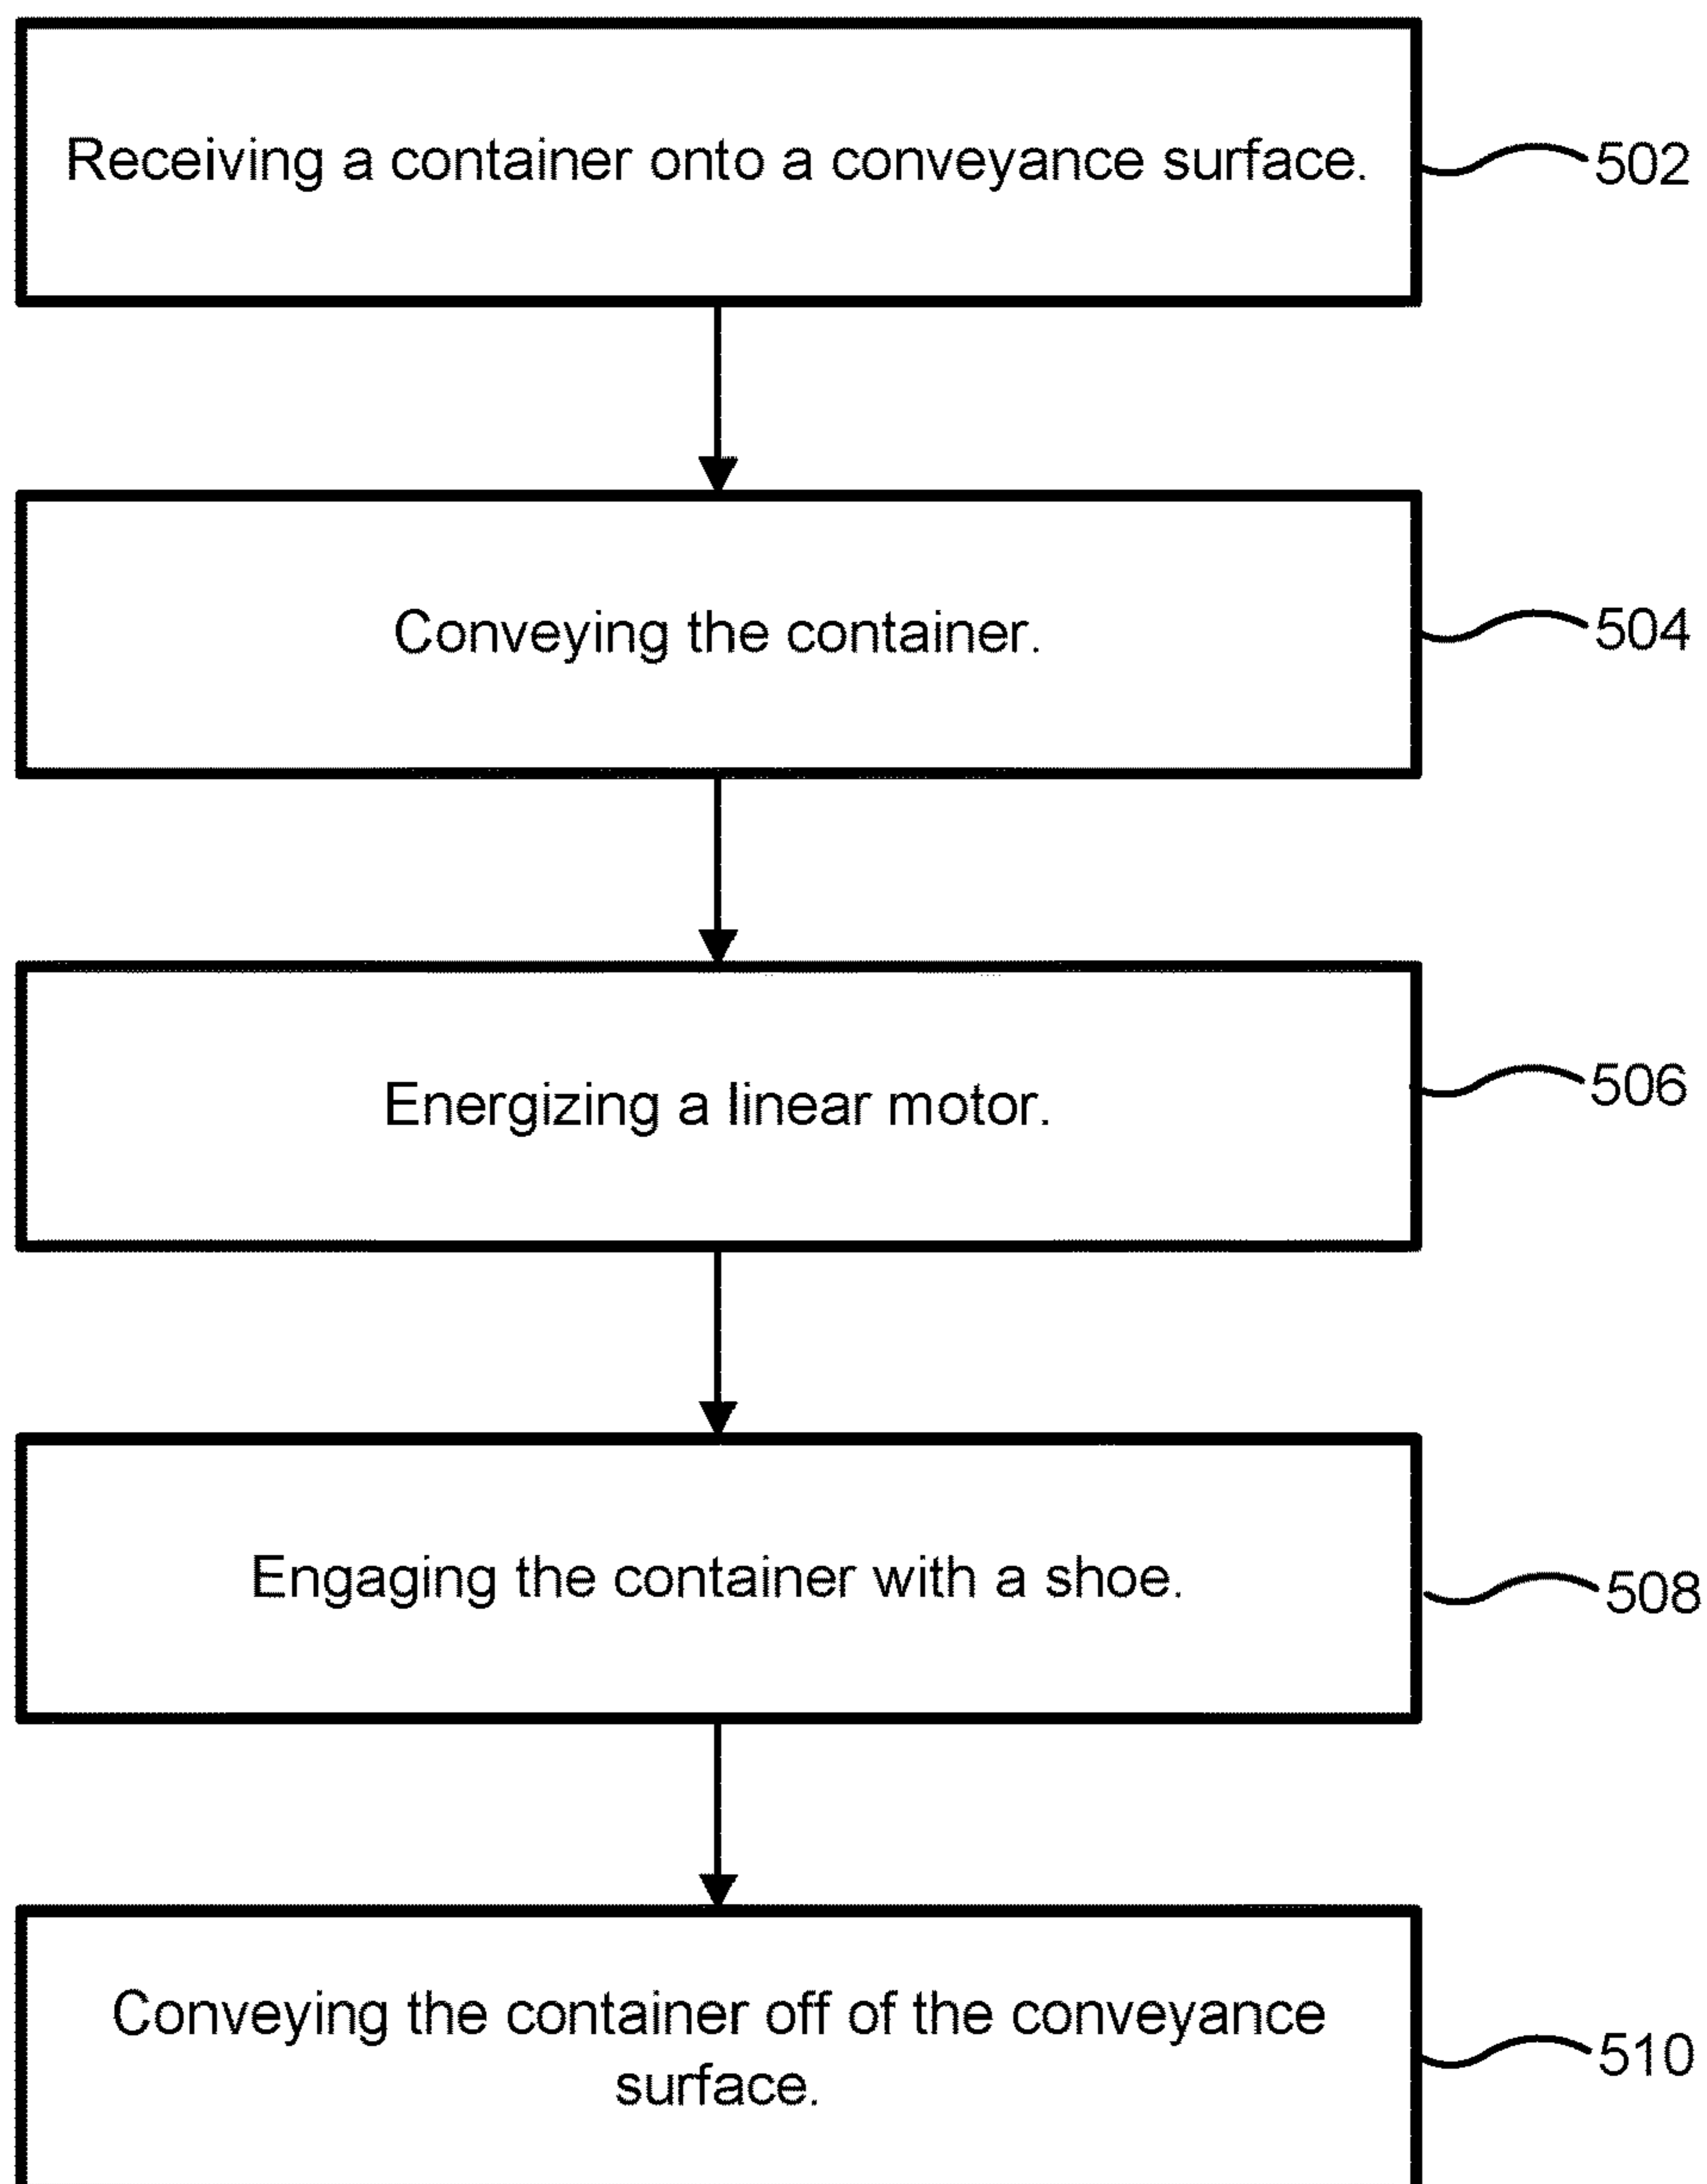 Receiving a container onto a conveyance surface.
502
Conveying the container.
504
Energizing a linear motor.
506
Engaging the container with a shoe.
508
Conveying the container off of the conveyance
surface.
510